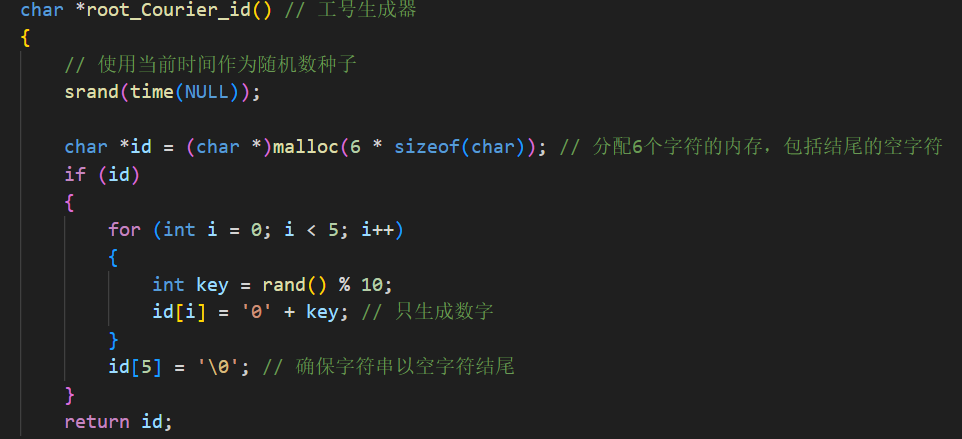 char *root_Courier_id() // 工号生成器
{
// 使用当前时间作为随机数种子
srand(time(NULL));
char *id = (char *)malloc(6 * sizeof(char)); // 分配6个字符的内存，包括结尾的空字符
if (id)
{
for (int i = 0; i < 5; i++)
{
int key = rand() % 10;
id[i] = '0' + key; // 只生成数字
}
id[5] = '\0'; // 确保字符串以空字符结尾
}
return id;